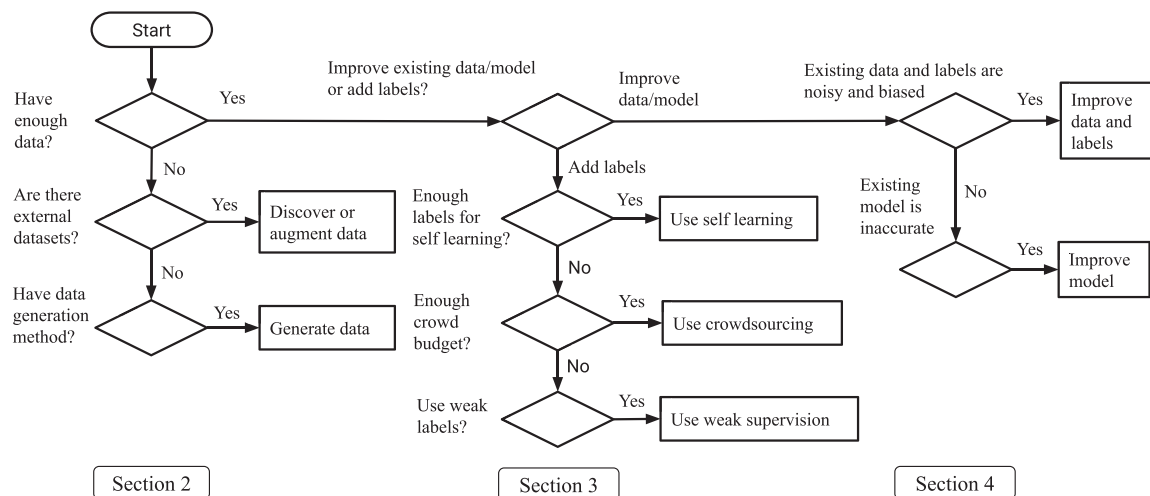 Start
Have
enough
data?
Yes
No
Are there
external
datasets?
Yes
Discover or
augment data
No
Have data
generation
method?
Yes
Generate data
Section 2
Improve existing data/model
or add labels?
Improve
data/model
Add labels
Enough
labels for
self learning?
Yes
Use self learning
No
Enough
crowd
budget?
Yes
Use crowdsourcing
No
Use weak
labels?
Yes
Use weak supervision
Section 3
Existing data and labels are
noisy and biased
Yes
Improve
data and
labels
No
Existing
model is
inaccurate
Yes
Improve
model
Section 4